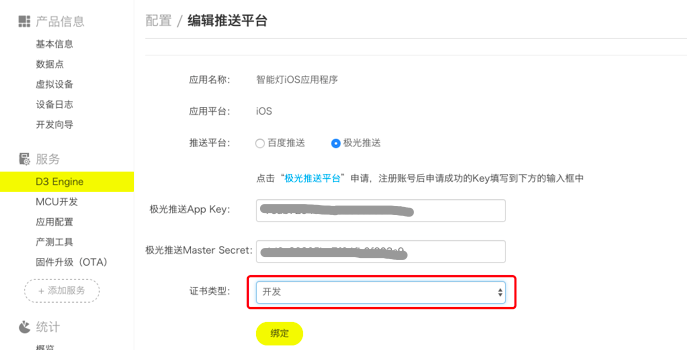 产品信息
基本信息
数据点
虚拟设备
设备日志
开发向导
服务
D3 Engine
MCU开发
应用配置
产测工具
固件升级（OTA）
+ 添加服务
统计
概览
配置 / 编辑推送平台
应用名称： 智能灯iOS应用程序
应用平台： iOS
推送平台： 百度推送 极光推送
点击“极光推送平台”申请，注册账号后申请成功的Key填写到下方的输入框中
极光推送App Key：
极光推送Master Secret：
证书类型： 开发
绑定